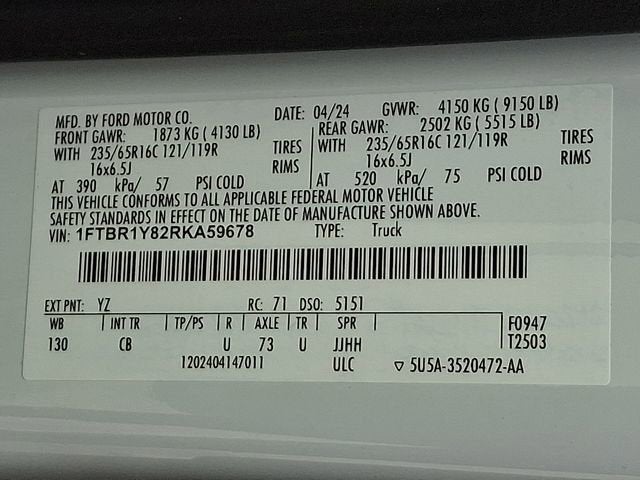 MFD. BY FORD MOTOR CO. DATE: 04/24 GVWR: 4150 KG ( 9150 LB)
FRONT GAWR: 1873 KG ( 4130 LB) REAR GAWR: 2502 KG ( 5515 LB)
WITH 235/65R16C 121/119R TIRES WITH 235/65R16C 121/119R TIRES
16x6.5J RIMS 16x6.5J RIMS
AT 390 kPa/ 57 PSI COLD AT 520 kPa/ 75 PSI COLD
THIS VEHICLE CONFORMS TO ALL APPLICABLE FEDERAL MOTOR VEHICLE
SAFETY STANDARDS IN EFFECT ON THE DATE OF MANUFACTURE SHOWN ABOVE.
VIN: 1FTBR1Y82RKA59678 TYPE: Truck
EXT PNT: YZ RC: 71 DSO: 5151
WB INT TR TP/PS R AXLE TR SPR F0947
130 CB U 73 U JJHH T2503
1202404147011 ULC ▽ 5U5A-3520472-AA